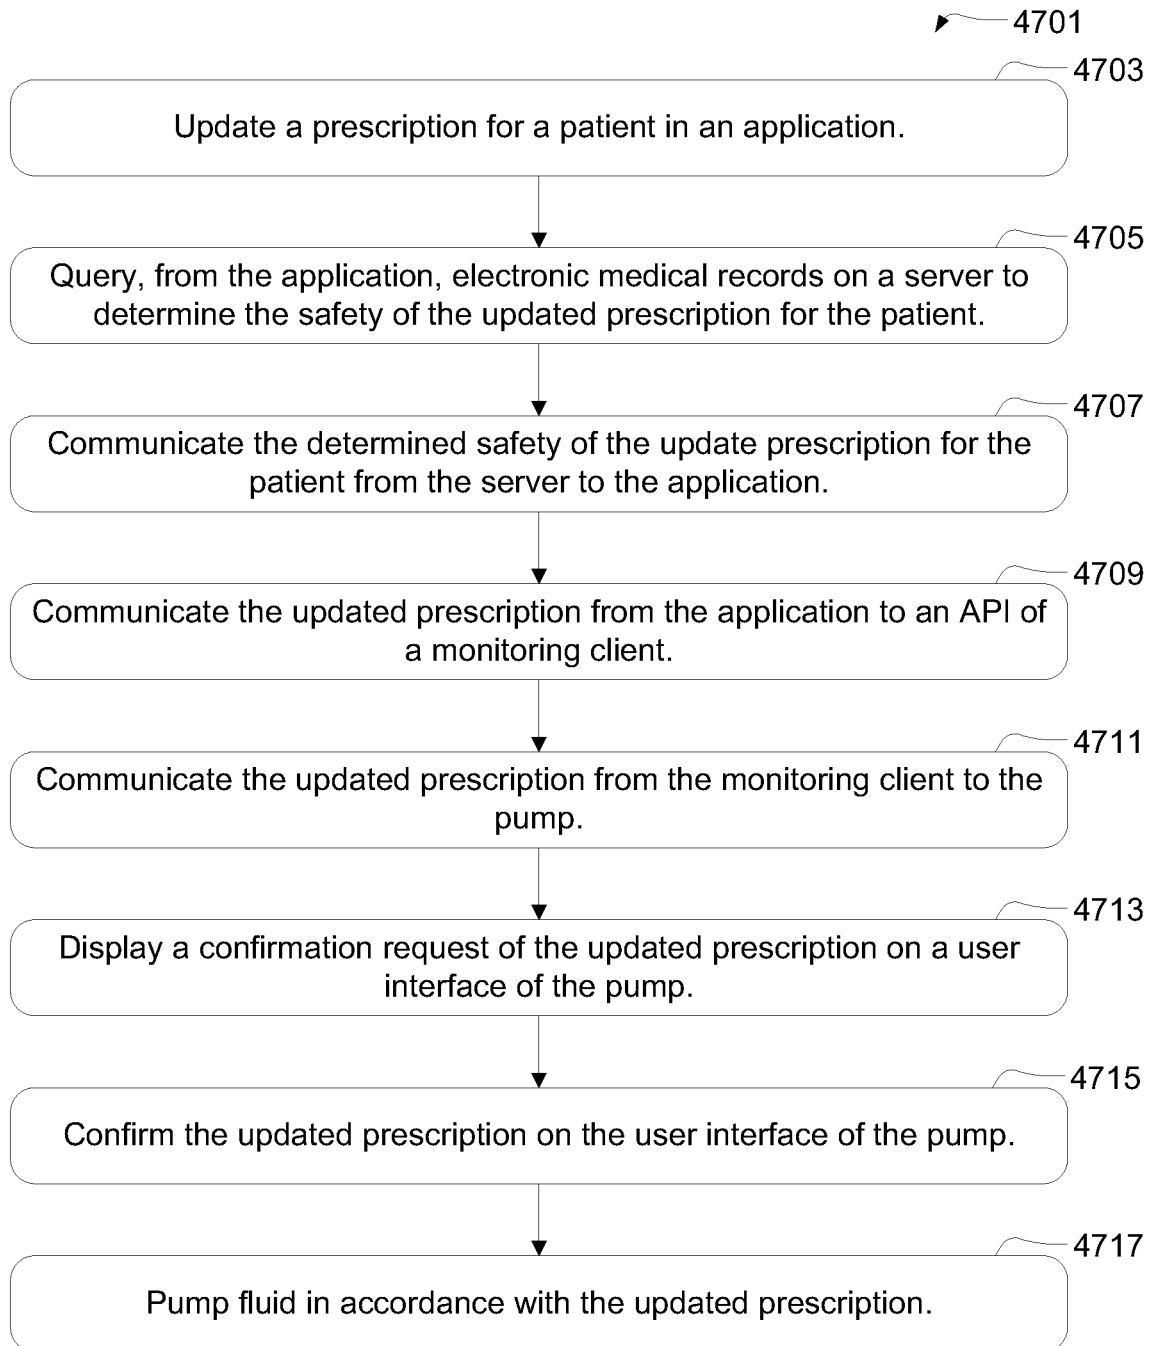 4701
4703
Update a prescription for a patient in an application.
4705
Query, from the application, electronic medical records on a server to
determine the safety of the updated prescription for the patient.
4707
Communicate the determined safety of the update prescription for the
patient from the server to the application.
4709
Communicate the updated prescription from the application to an API of
a monitoring client.
4711
Communicate the updated prescription from the monitoring client to the
pump.
4713
Display a confirmation request of the updated prescription on a user
interface of the pump.
4715
Confirm the updated prescription on the user interface of the pump.
4717
Pump fluid in accordance with the updated prescription.